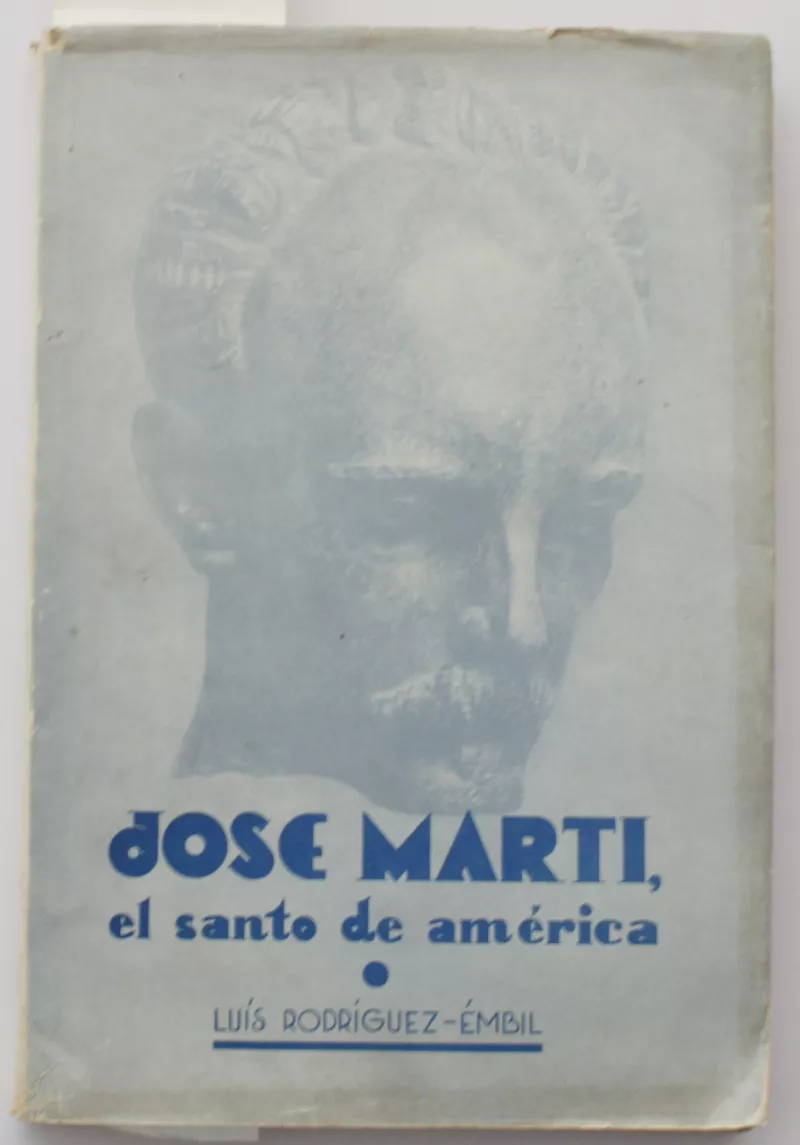 JOSE MARTI,
el santo de américa
LUÍS RODRÍGUEZ-ÉMBIL